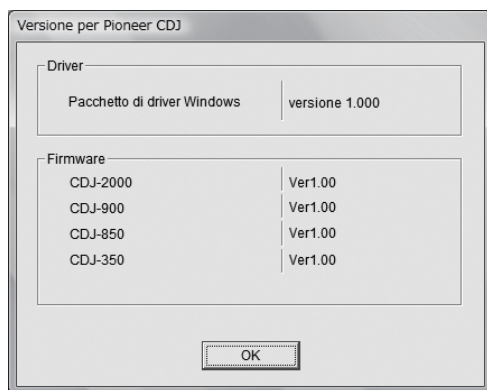 Versione per Pioneer CDJ
Driver
Pacchetto di driver Windows versione 1.000
Firmware
CDJ-2000 Ver1.00
CDJ-900 Ver1.00
CDJ-850 Ver1.00
CDJ-350 Ver1.00
OK